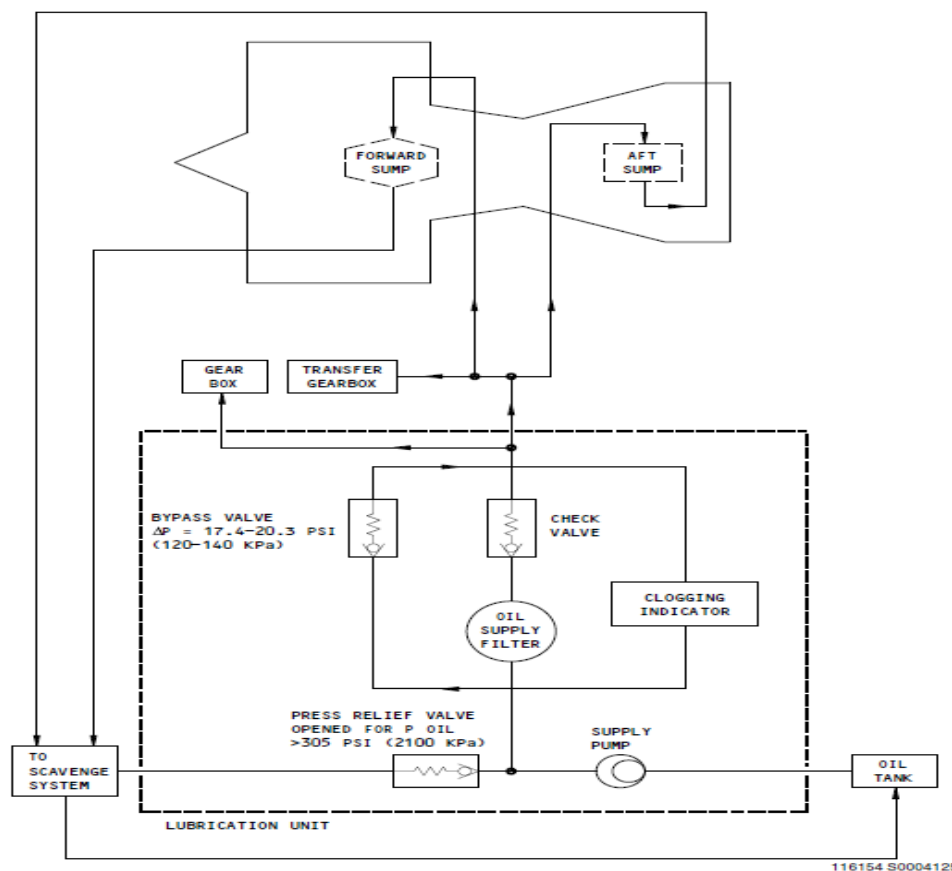 FORWARD
SUMP
AFT
SUMP
GEAR
BOX
TRANSFER
GEARBOX
BYPASS VALVE
ΔP = 17.4-20.3 PSI
(120-140 KPa)
CHECK
VALVE
CLOGGING
INDICATOR
OIL
SUPPLY
FILTER
PRESS RELIEF VALVE
OPENED FOR P OIL
>305 PSI (2100 KPa)
SUPPLY
PUMP
TO
SCAVENGE
SYSTEM
OIL
TANK
LUBRICATION UNIT